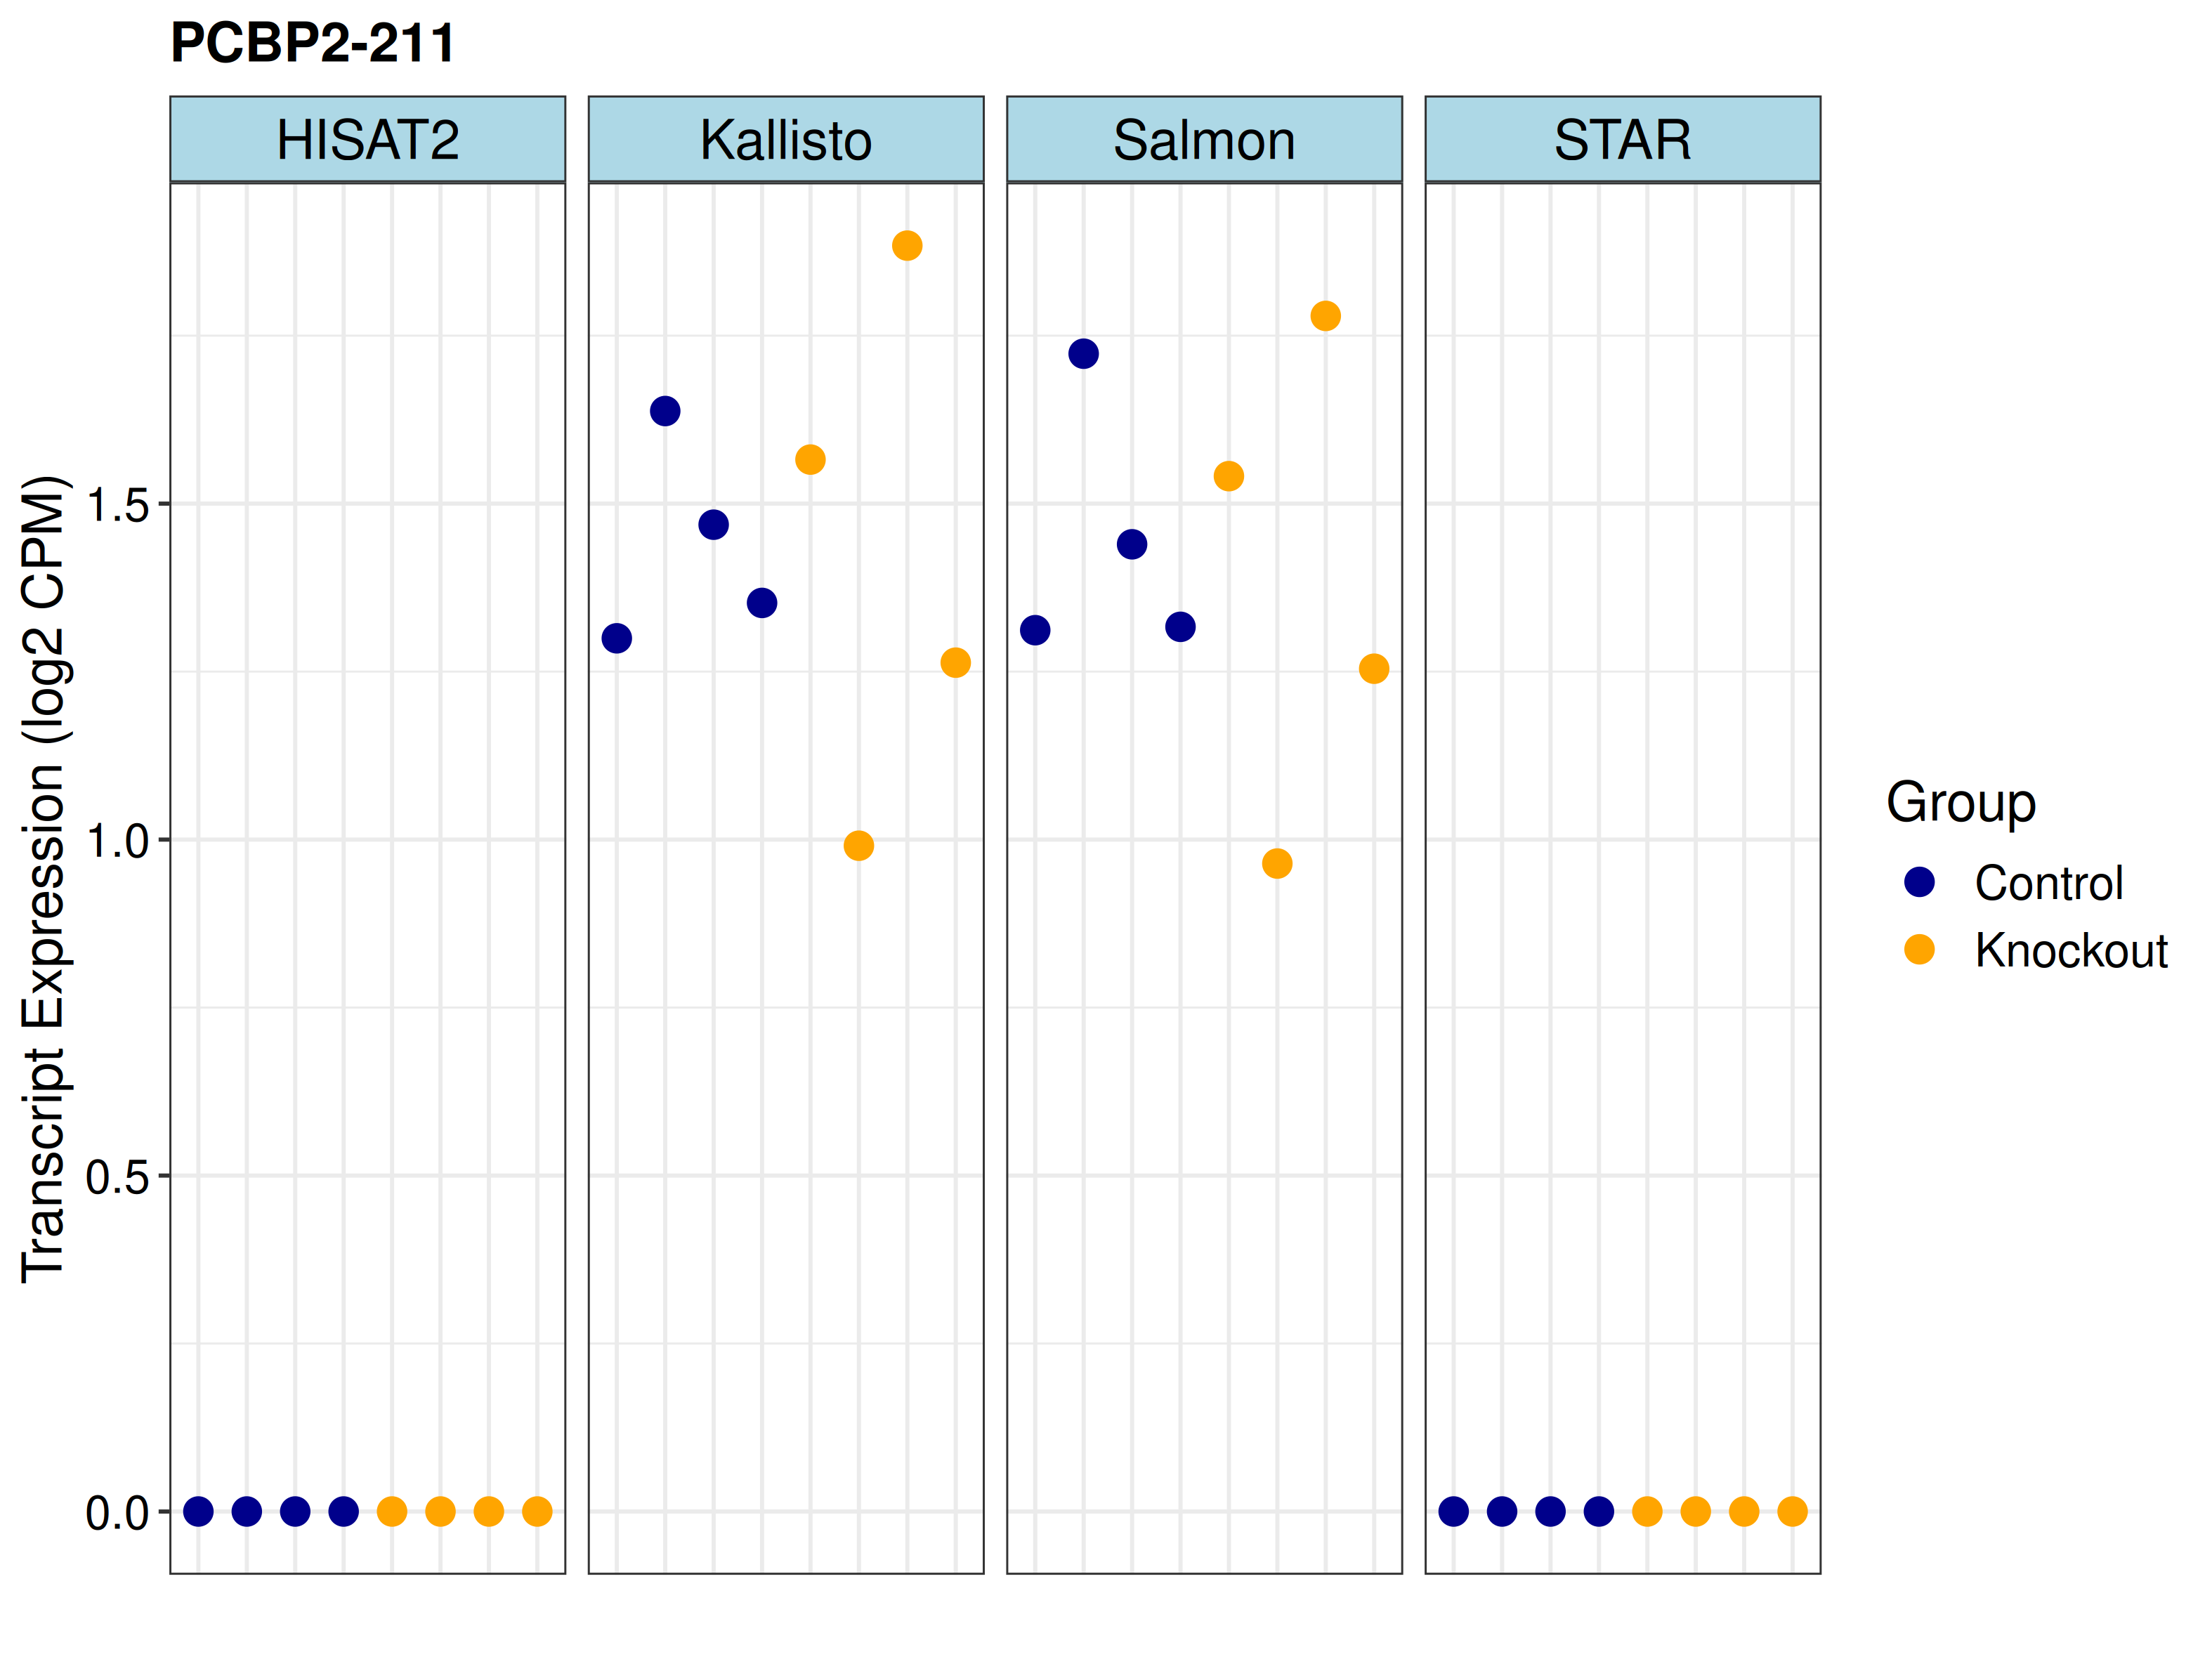 PCBP2-211
HISAT2
Kallisto
Salmon
STAR
Transcript Expression (log2 CPM)
1.5
1.0
0.5
0.0
Group
Control
Knockout